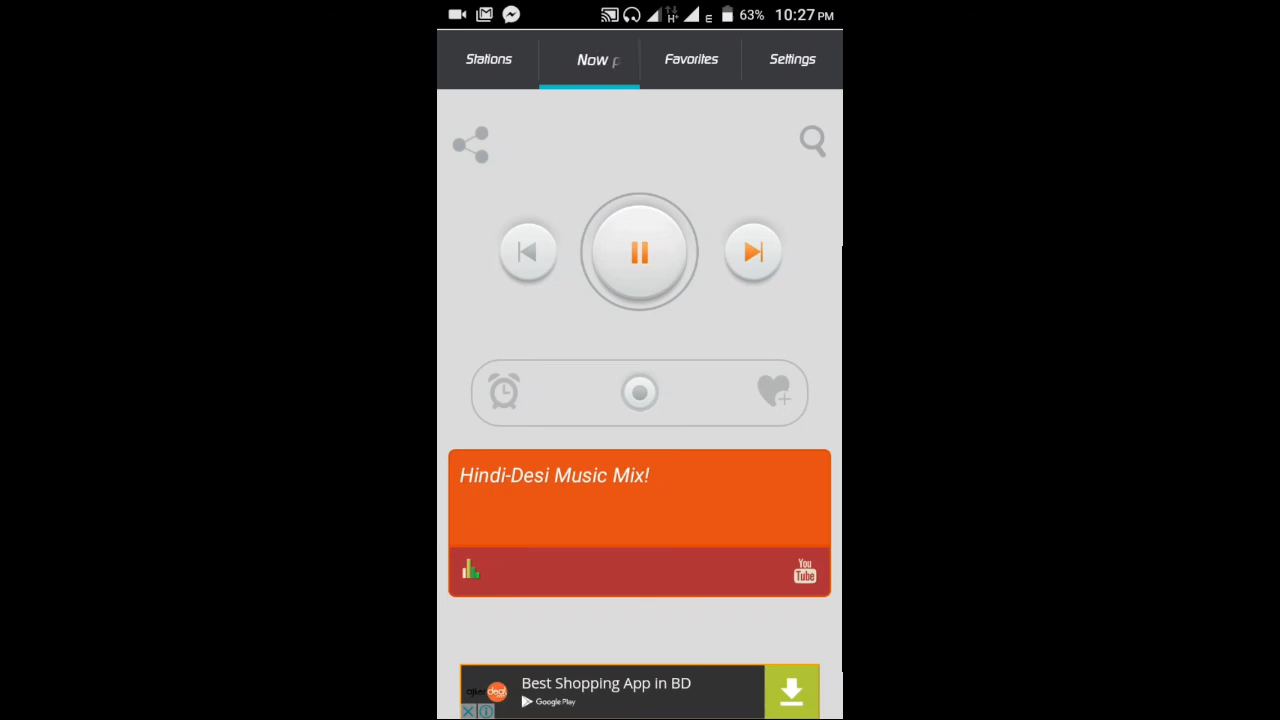 63% 10:27 PM
Stations Now p Favorites Settings
Hindi-Desi Music Mix!
You
Tube
ajkerdeal
Best Shopping App in BD
Google Play